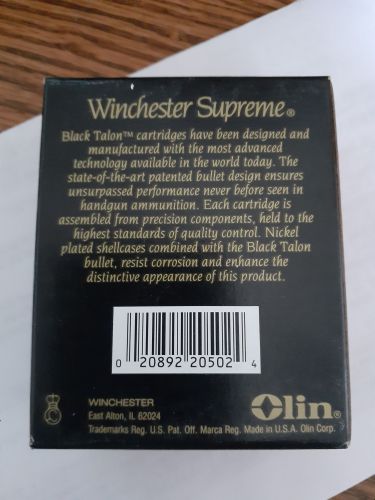 Winchester Supreme®
Black Talon™ cartridges have been designed and
manufactured with the most advanced
technology available in the world today. The
state-of-the-art patented bullet design ensures
unsurpassed performance never before seen in
handgun ammunition. Each cartridge is
assembled from precision components, held to the
highest standards of quality control. Nickel
plated shellcases combined with the Black Talon
bullet, resist corrosion and enhance the
distinctive appearance of this product.
0 20892 20502 4
WINCHESTER
East Alton, IL 62024
Olin®
Trademarks Reg. U.S. Pat. Off. Marca Reg. Made in U.S.A. Olin Corp.